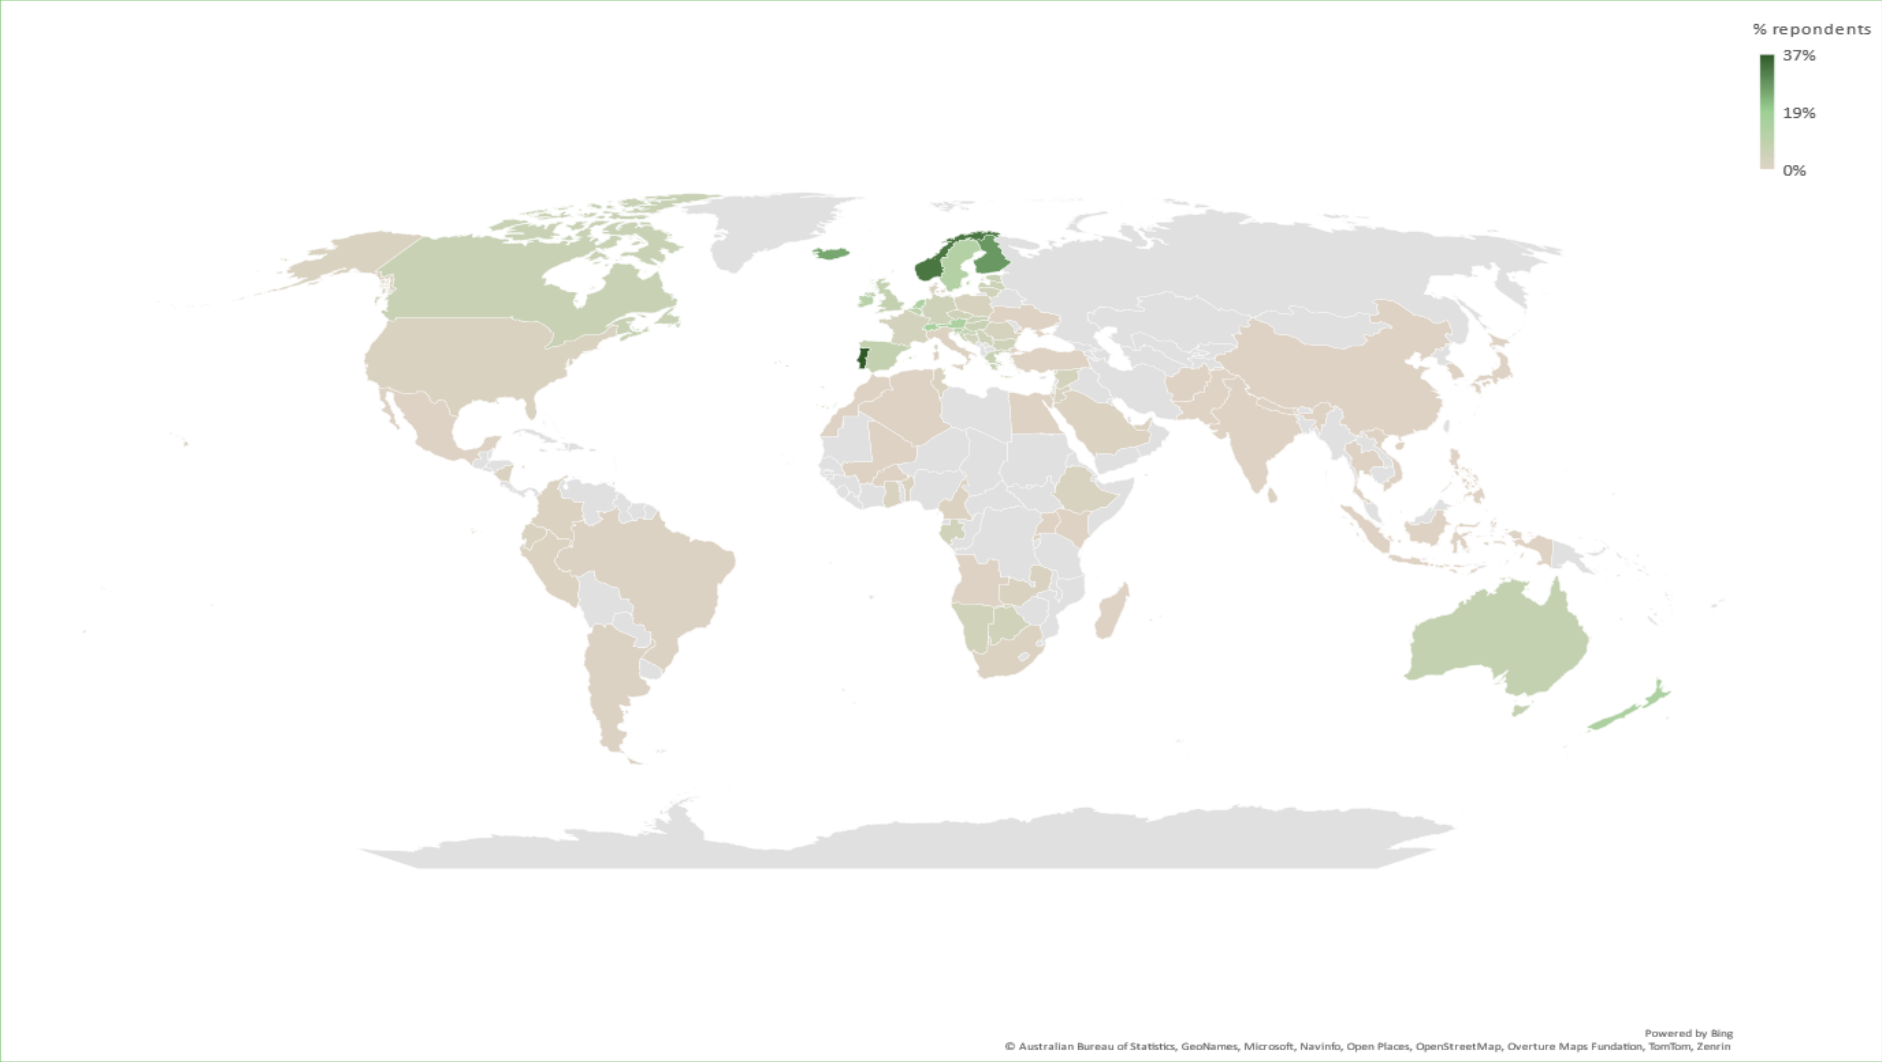 % repondents
37%
19%
0%
Powered by Bing
© Australian Bureau of Statistics, GeoNames, Microsoft, Navinfo, Open Places, OpenStreetMap, Overture Maps Fundation, TomTom, Zenrin